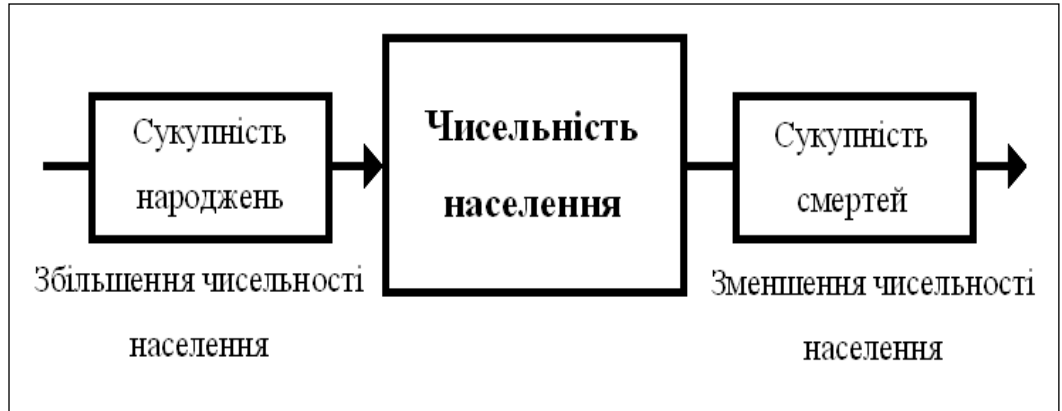 Сукупність
народжень
Збільшення чисельності
населення
Чисельність
населення
Сукупність
смертей
Зменшення чисельності
населення